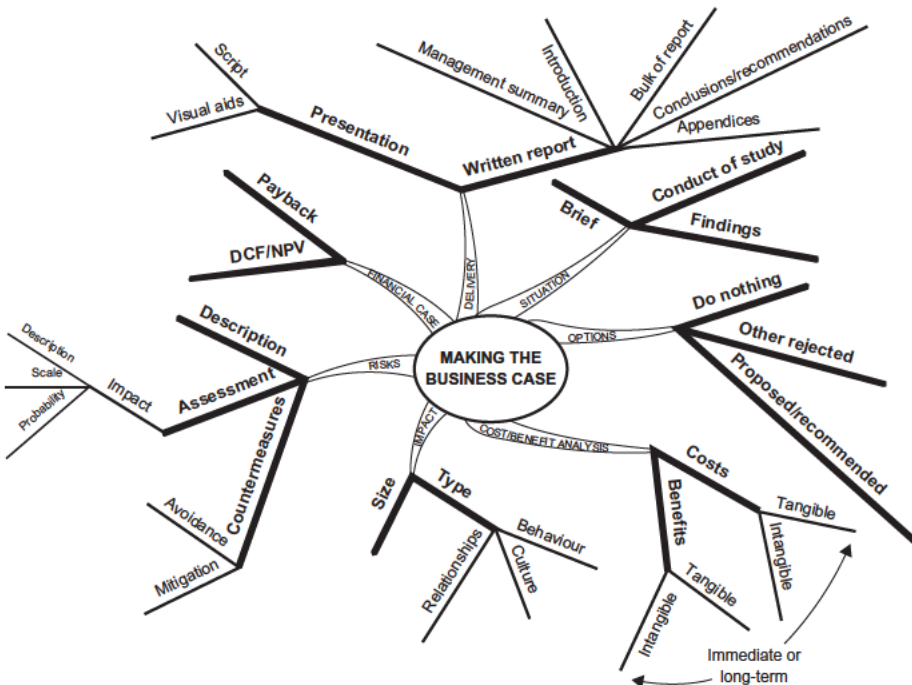 MAKING THE
BUSINESS CASE
DELIVERY
Presentation
Script
Visual aids
Written report
Management summary
Introduction
Bulk of report
Conclusions/recommendations
Appendices
SITUATION
Brief
Conduct of study
Findings
OPTIONS
Do nothing
Other rejected
Proposed/recommended
COST/BENEFIT ANALYSIS
Costs
Tangible
Intangible
Benefits
Tangible
Intangible
Immediate or
long-term
IMPACT
Size
Type
Relationships
Culture
Behaviour
RISKS
Description
Assessment
Impact
Description
Scale
Probability
Countermeasures
Avoidance
Mitigation
FINANCIAL CASE
Payback
DCF/NPV